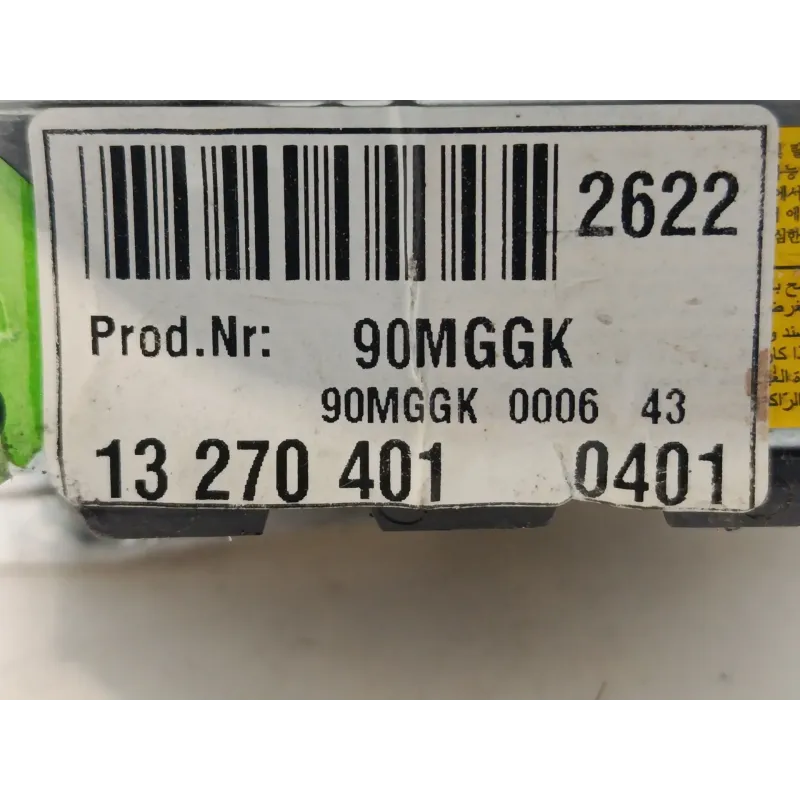 2622
Prod.Nr: 90MGGK
90MGGK 0006 43
13 270 401 0401